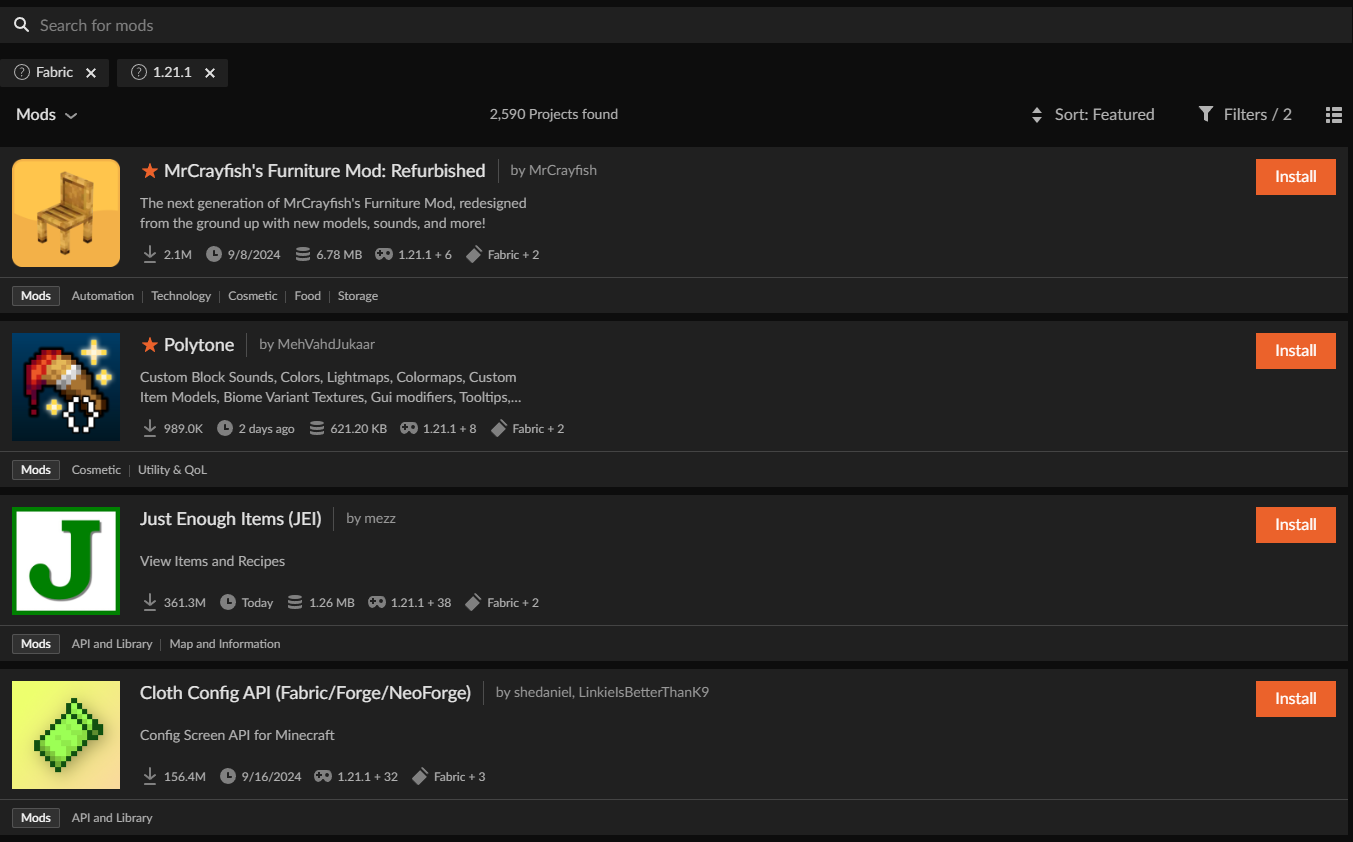 Search for mods
Fabric
1.21.1
Mods
2,590 Projects found
Sort: Featured
Filters / 2
MrCrayfish's Furniture Mod: Refurbished by MrCrayfish
Install
The next generation of MrCrayfish's Furniture Mod, redesigned
from the ground up with new models, sounds, and more!
2.1M 9/8/2024 6.78 MB 1.21.1 + 6 Fabric + 2
Mods Automation | Technology | Cosmetic | Food | Storage
Polytone by MehVahdJukaar
Install
Custom Block Sounds, Colors, Lightmaps, Colormaps, Custom
Item Models, Biome Variant Textures, Gui modifiers, Tooltips,...
989.0K 2 days ago 621.20 KB 1.21.1 + 8 Fabric + 2
Mods Cosmetic | Utility & QoL
Just Enough Items (JEI) by mezz
Install
J
View Items and Recipes
361.3M Today 1.26 MB 1.21.1 + 38 Fabric + 2
Mods API and Library | Map and Information
Cloth Config API (Fabric/Forge/NeoForge) by shedaniel, LinkieIsBetterThanK9
Install
Config Screen API for Minecraft
156.4M 9/16/2024 1.21.1 + 32 Fabric + 3
Mods API and Library